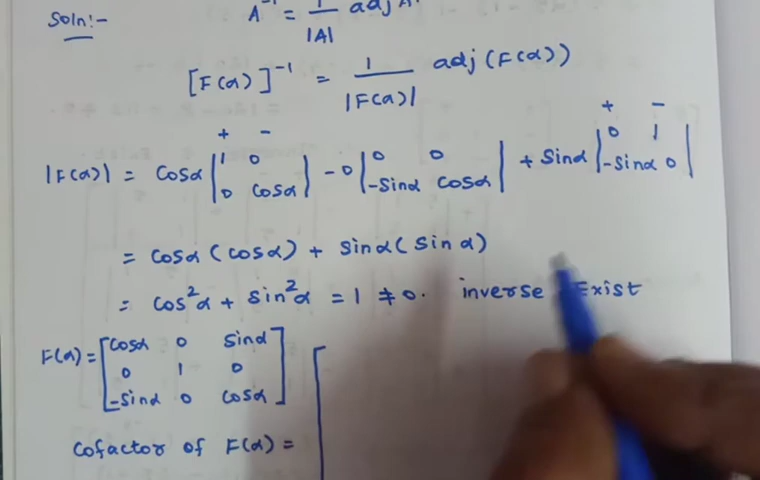 Soln:- A⁻¹ = 1/|A| adj A
[F(α)]⁻¹ = 1/|F(α)| adj (F(α))
+ - + -
|F(α)| = Cosα |1 0; 0 cosα| - 0 |0 0; -sinα cosα| + sinα |0 1; -sinα 0|
= cosα (cosα) + sinα (sin α)
= cos²α + sin²α = 1 ≠ 0. inverse Exist
F(α) = [cosα 0 sinα; 0 1 0; -sinα 0 cosα]
cofactor of F(α) =